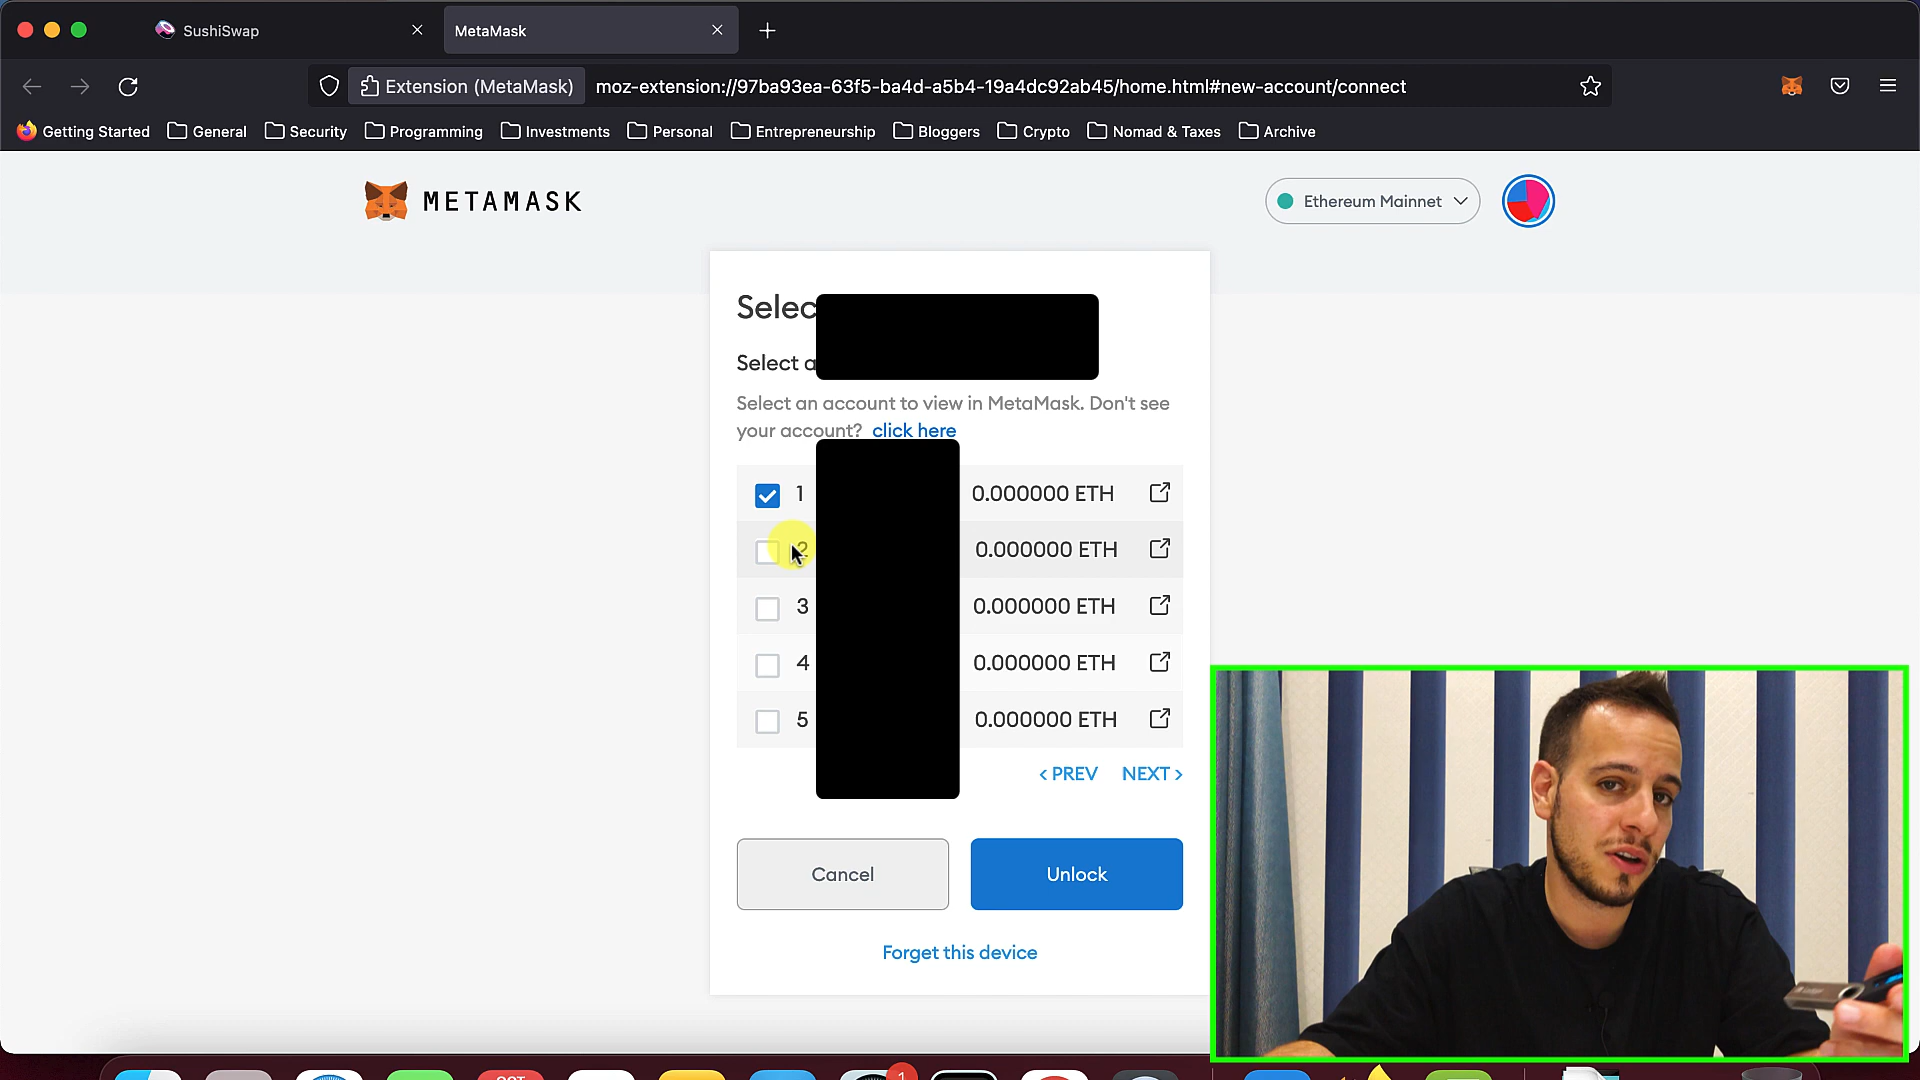 SushiSwap
MetaMask
Extension (MetaMask)
moz-extension://97ba93ea-63f5-ba4d-a5b4-19a4dc92ab45/home.html#new-account/connect
Getting Started
General
Security
Programming
Investments
Personal
Entrepreneurship
Bloggers
Crypto
Nomad & Taxes
Archive
METAMASK
Ethereum Mainnet
Selec
Select a
Select an account to view in MetaMask. Don't see
your account? click here
1 0.000000 ETH
2 0.000000 ETH
3 0.000000 ETH
4 0.000000 ETH
5 0.000000 ETH
< PREV NEXT >
Cancel
Unlock
Forget this device
1